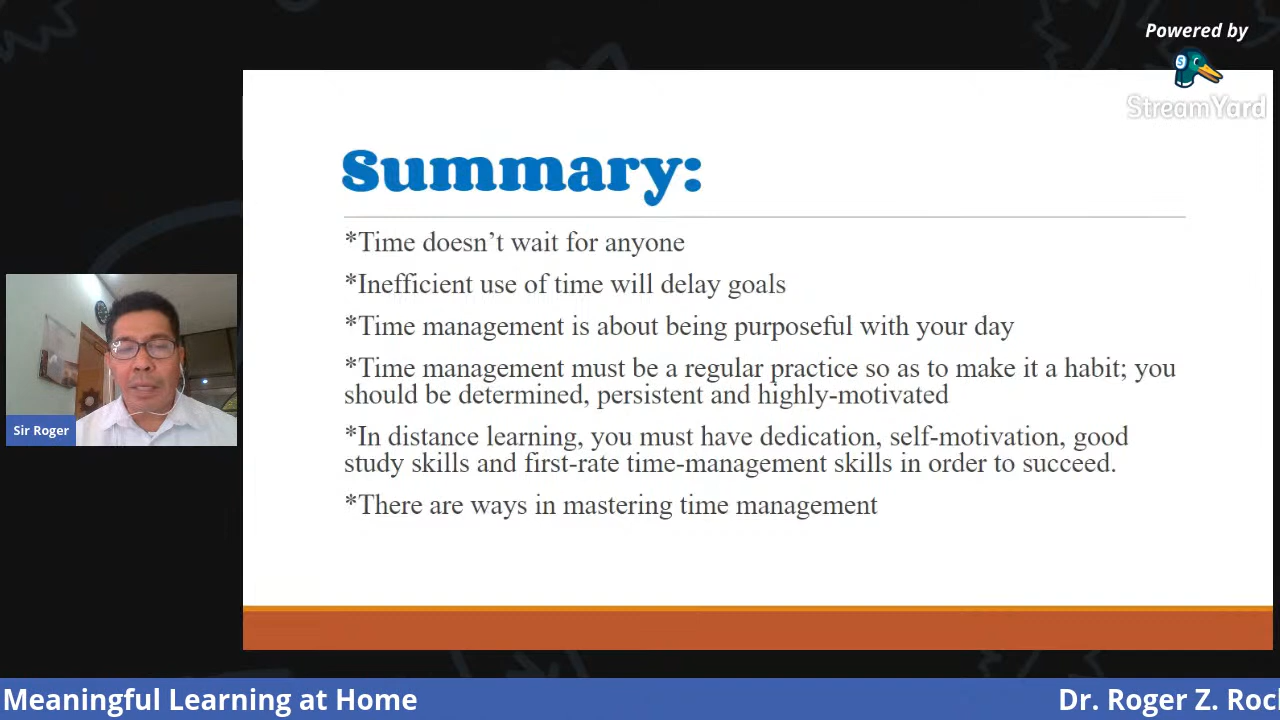 Powered by
StreamYard
Summary:
*Time doesn’t wait for anyone
*Inefficient use of time will delay goals
*Time management is about being purposeful with your day
*Time management must be a regular practice so as to make it a habit; you
should be determined, persistent and highly-motivated
*In distance learning, you must have dedication, self-motivation, good
study skills and first-rate time-management skills in order to succeed.
*There are ways in mastering time management
Sir Roger
Meaningful Learning at Home
Dr. Roger Z.